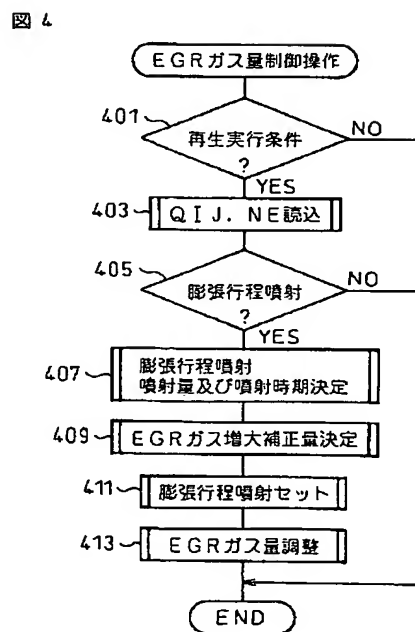 図 4
EGRガス量制御操作
401
再生実行条件
?
NO
YES
403
QIJ. NE読込
405
膨張行程噴射
?
NO
YES
407
膨張行程噴射
噴射量及び噴射時期決定
409
EGRガス増大補正量決定
411
膨張行程噴射セット
413
EGRガス量調整
END